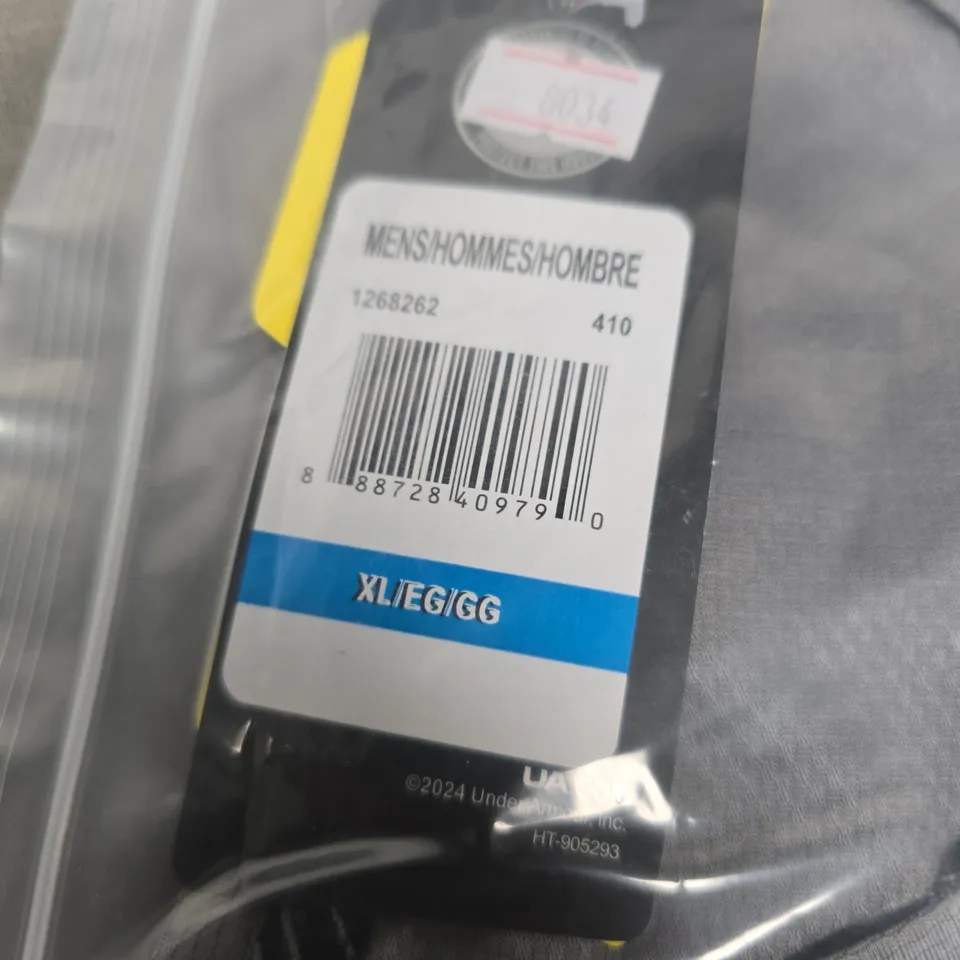 8034
MENS/HOMMES/HOMBRE
1268262 410
8 88728 40979 0
XL/EG/GG
UA
©2024 Under Armour, Inc.
HT-905293